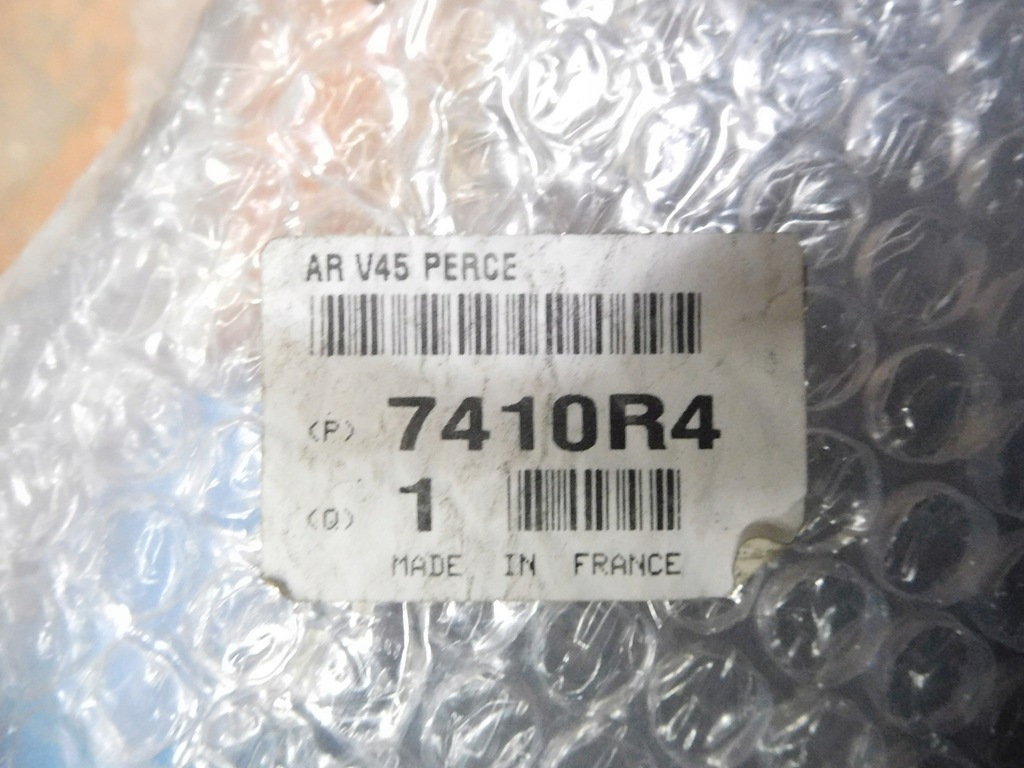 AR V45 PERCE
(P) 7410R4
(Q) 1
MADE IN FRANCE